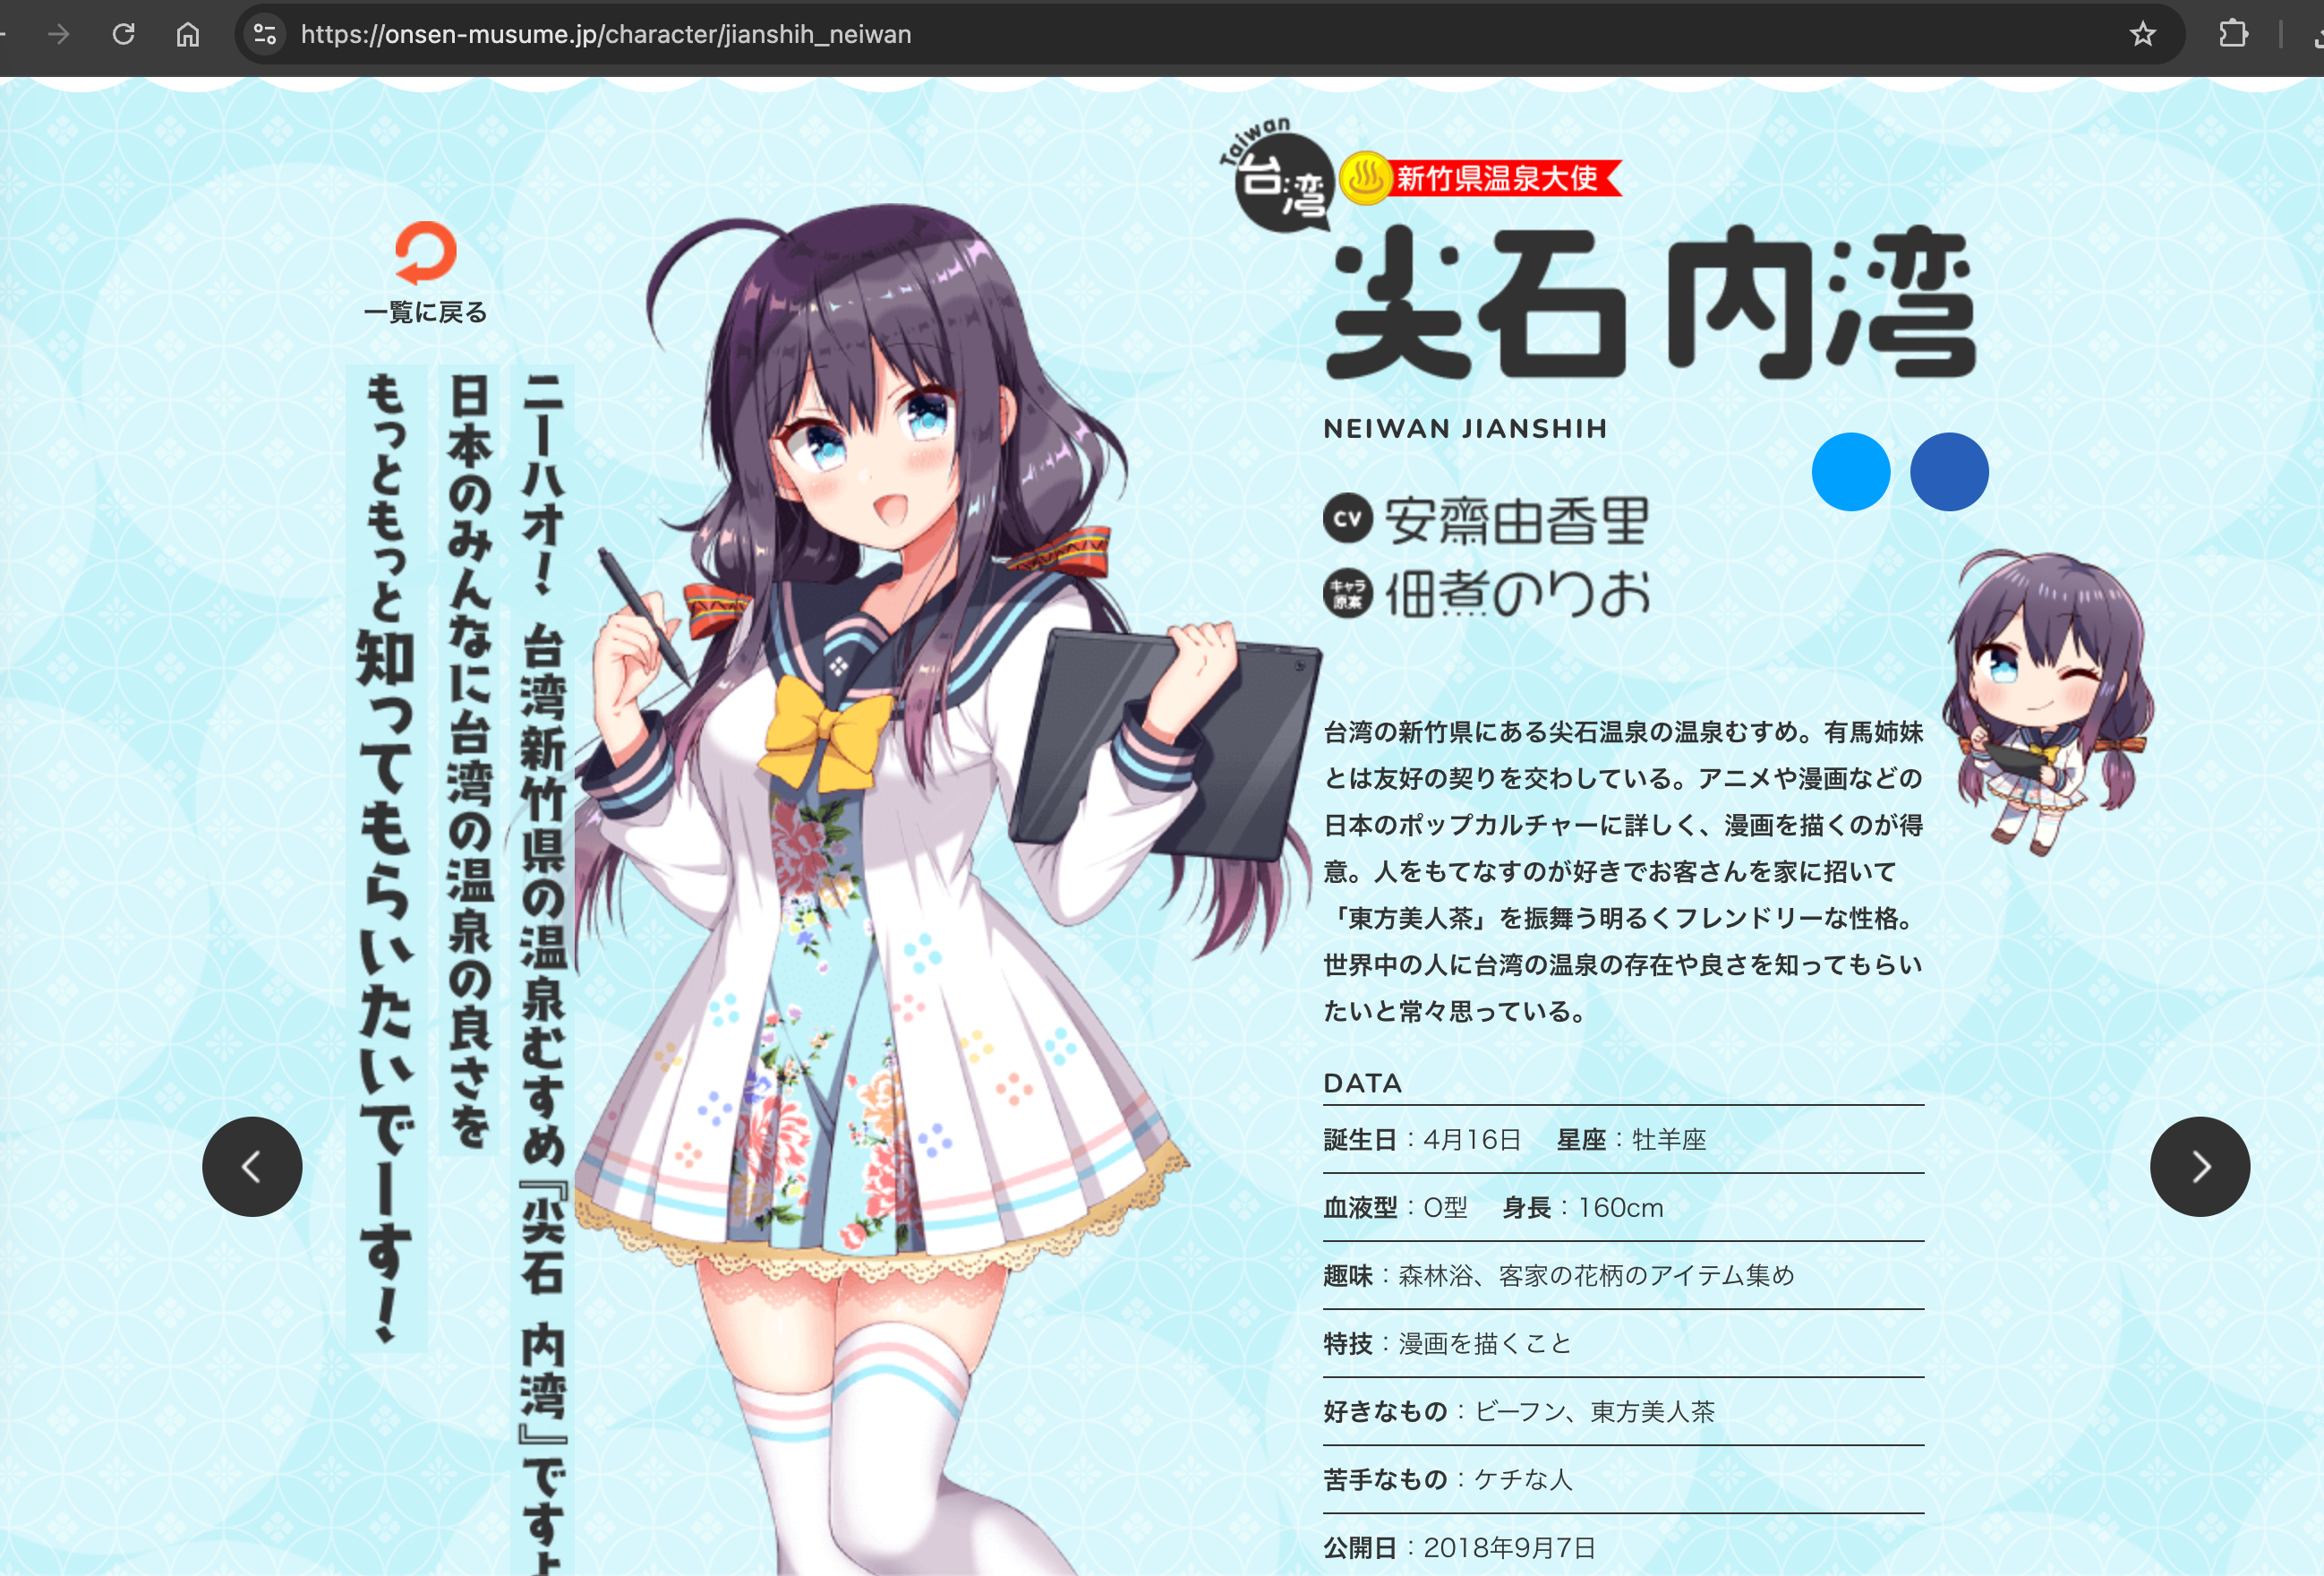 https://onsen-musume.jp/character/jianshih_neiwan
一覧に戻る
ニーハオ！ 台湾新竹県の温泉むすめ『尖石 内湾』ですよ
日本のみんなに台湾の温泉の良さを
もっともっと知ってもらいたいでーす！
Taiwan
台湾
新竹県温泉大使
尖石 内湾
NEIWAN JIANSHIH
CV 安齋由香里
キャラ原案 佃煮のりお
台湾の新竹県にある尖石温泉の温泉むすめ。有馬姉妹
とは友好の契りを交わしている。アニメや漫画などの
日本のポップカルチャーに詳しく、漫画を描くのが得
意。人をもてなすのが好きでお客さんを家に招いて
「東方美人茶」を振舞う明るくフレンドリーな性格。
世界中の人に台湾の温泉の存在や良さを知ってもらい
たいと常々思っている。
DATA
誕生日：4月16日 星座：牡羊座
血液型：O型 身長：160cm
趣味：森林浴、客家の花柄のアイテム集め
特技：漫画を描くこと
好きなもの：ビーフン、東方美人茶
苦手なもの：ケチな人
公開日：2018年9月7日